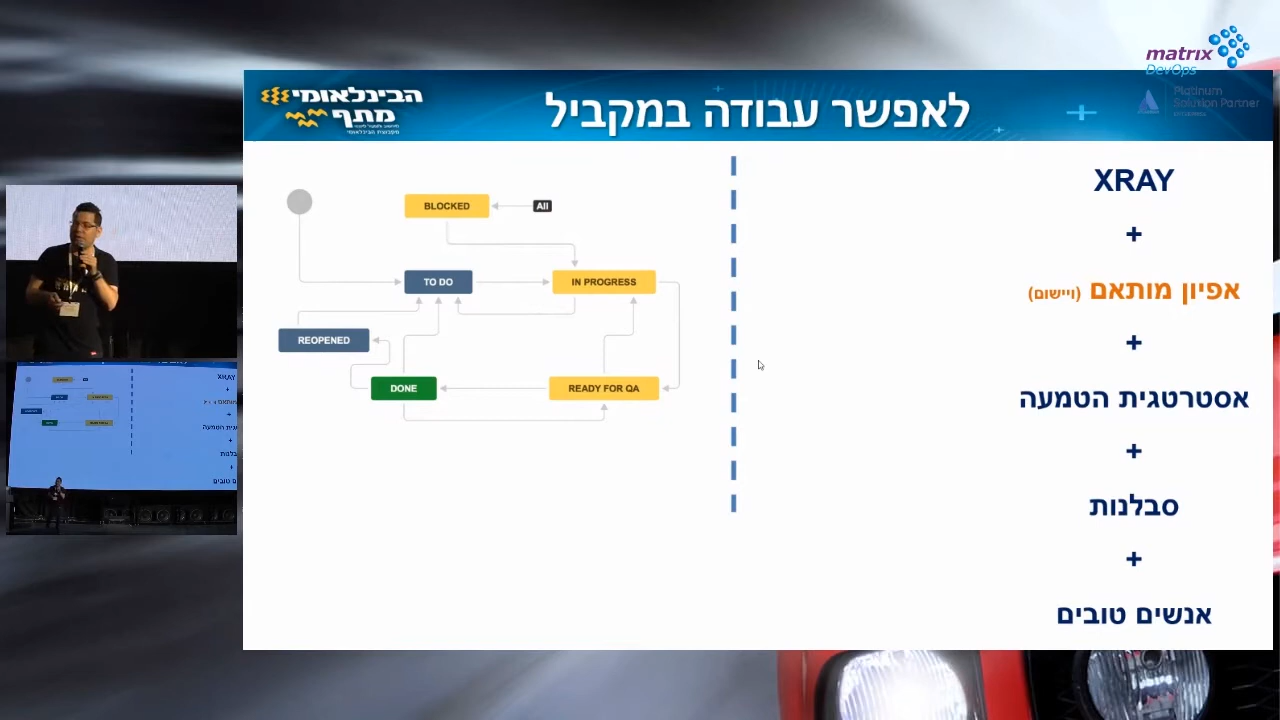 matrix
DevOps
Platinum
Solution Partner
הבינלאומי
מתף
לאפשר עבודה במקביל
XRAY
+
אפיון מותאם (ויישום)
+
אסטרטגית הטמעה
+
סבלנות
+
אנשים טובים
BLOCKED
All
TO DO
IN PROGRESS
REOPENED
DONE
READY FOR QA